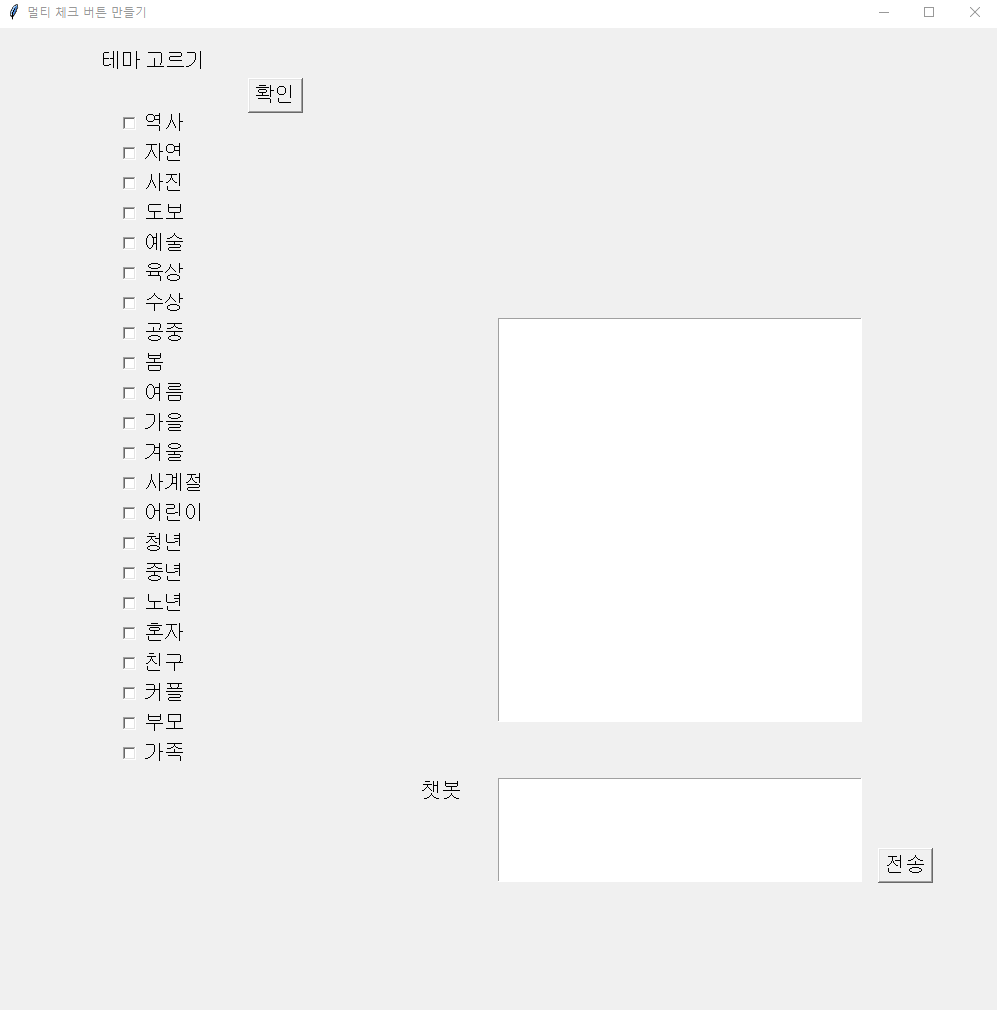 멀티 체크 버튼 만들기
테마 고르기
확인
역사
자연
사진
도보
예술
육상
수상
공중
봄
여름
가을
겨울
사계절
어린이
청년
중년
노년
혼자
친구
커플
부모
가족
챗봇
전송